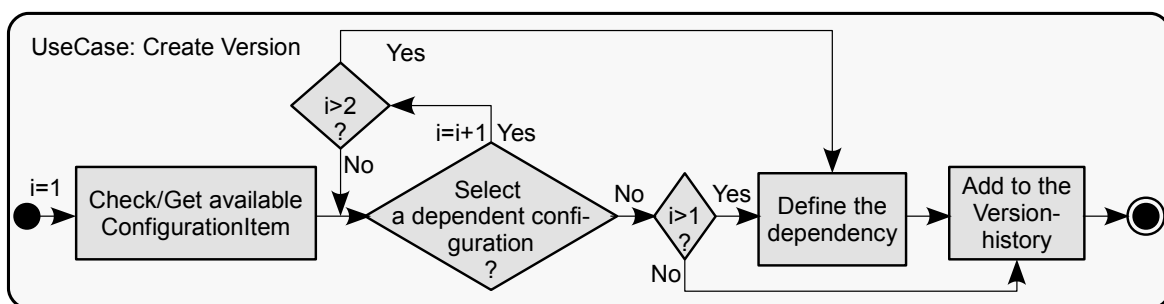 UseCase: Create Version
Yes
i>2
?
i=i+1
Yes
No
i=1
Check/Get available
ConfigurationItem
Select
a dependent confi-
guration
?
No
i>1
?
Yes
No
Define the
dependency
Add to the
Version-
history